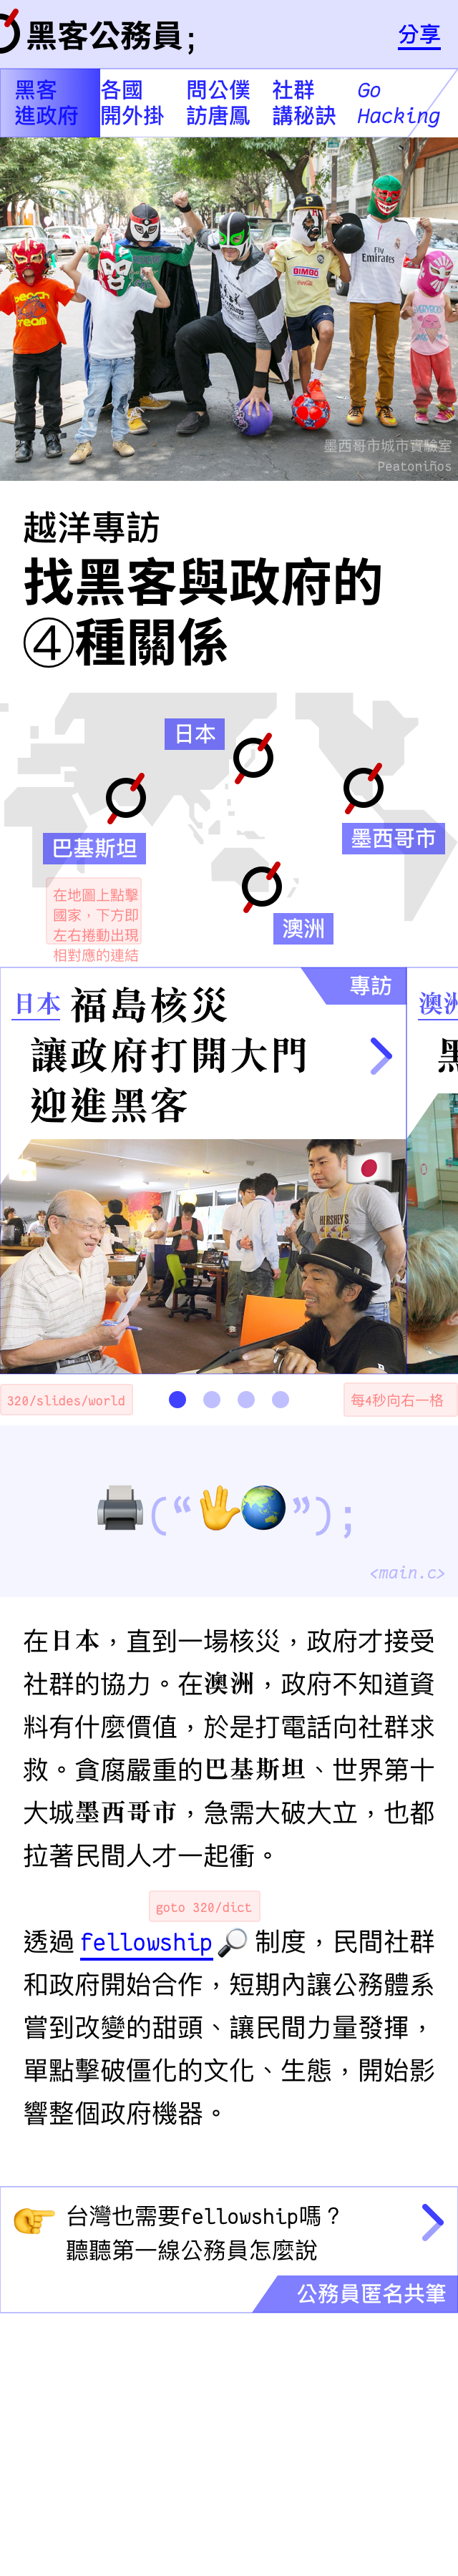 黑客公務員;
分享
黑客
進政府
各國
開外掛
問公僕
訪唐鳳
社群
講秘訣
Go
Hacking
Fly
Emirates
BIMBO
墨西哥市城市實驗室
Peatoniños
越洋專訪
找黑客與政府的
④種關係
日本
巴基斯坦
墨西哥市
澳洲
在地圖上點擊
國家，下方即
左右捲動出現
相對應的連結
專訪
日本 福島核災
讓政府打開大門
迎進黑客
澳洲
黑
320/slides/world
每4秒向右一格
(“ ”);
<main.c>
在日本，直到一場核災，政府才接受
社群的協力。在澳洲，政府不知道資
料有什麼價值，於是打電話向社群求
救。貪腐嚴重的巴基斯坦、世界第十
大城墨西哥市，急需大破大立，也都
拉著民間人才一起衝。
goto 320/dict
透過 fellowship 制度，民間社群
和政府開始合作，短期內讓公務體系
嘗到改變的甜頭、讓民間力量發揮，
單點擊破僵化的文化、生態，開始影
響整個政府機器。
台灣也需要fellowship嗎？
聽聽第一線公務員怎麼說
公務員匿名共筆